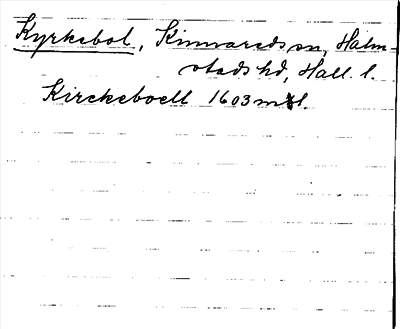 Kyrkebol, Kinnareds sn, Halm-
stads hd, Hall. l.
Kirckeboell 1603 mtl.